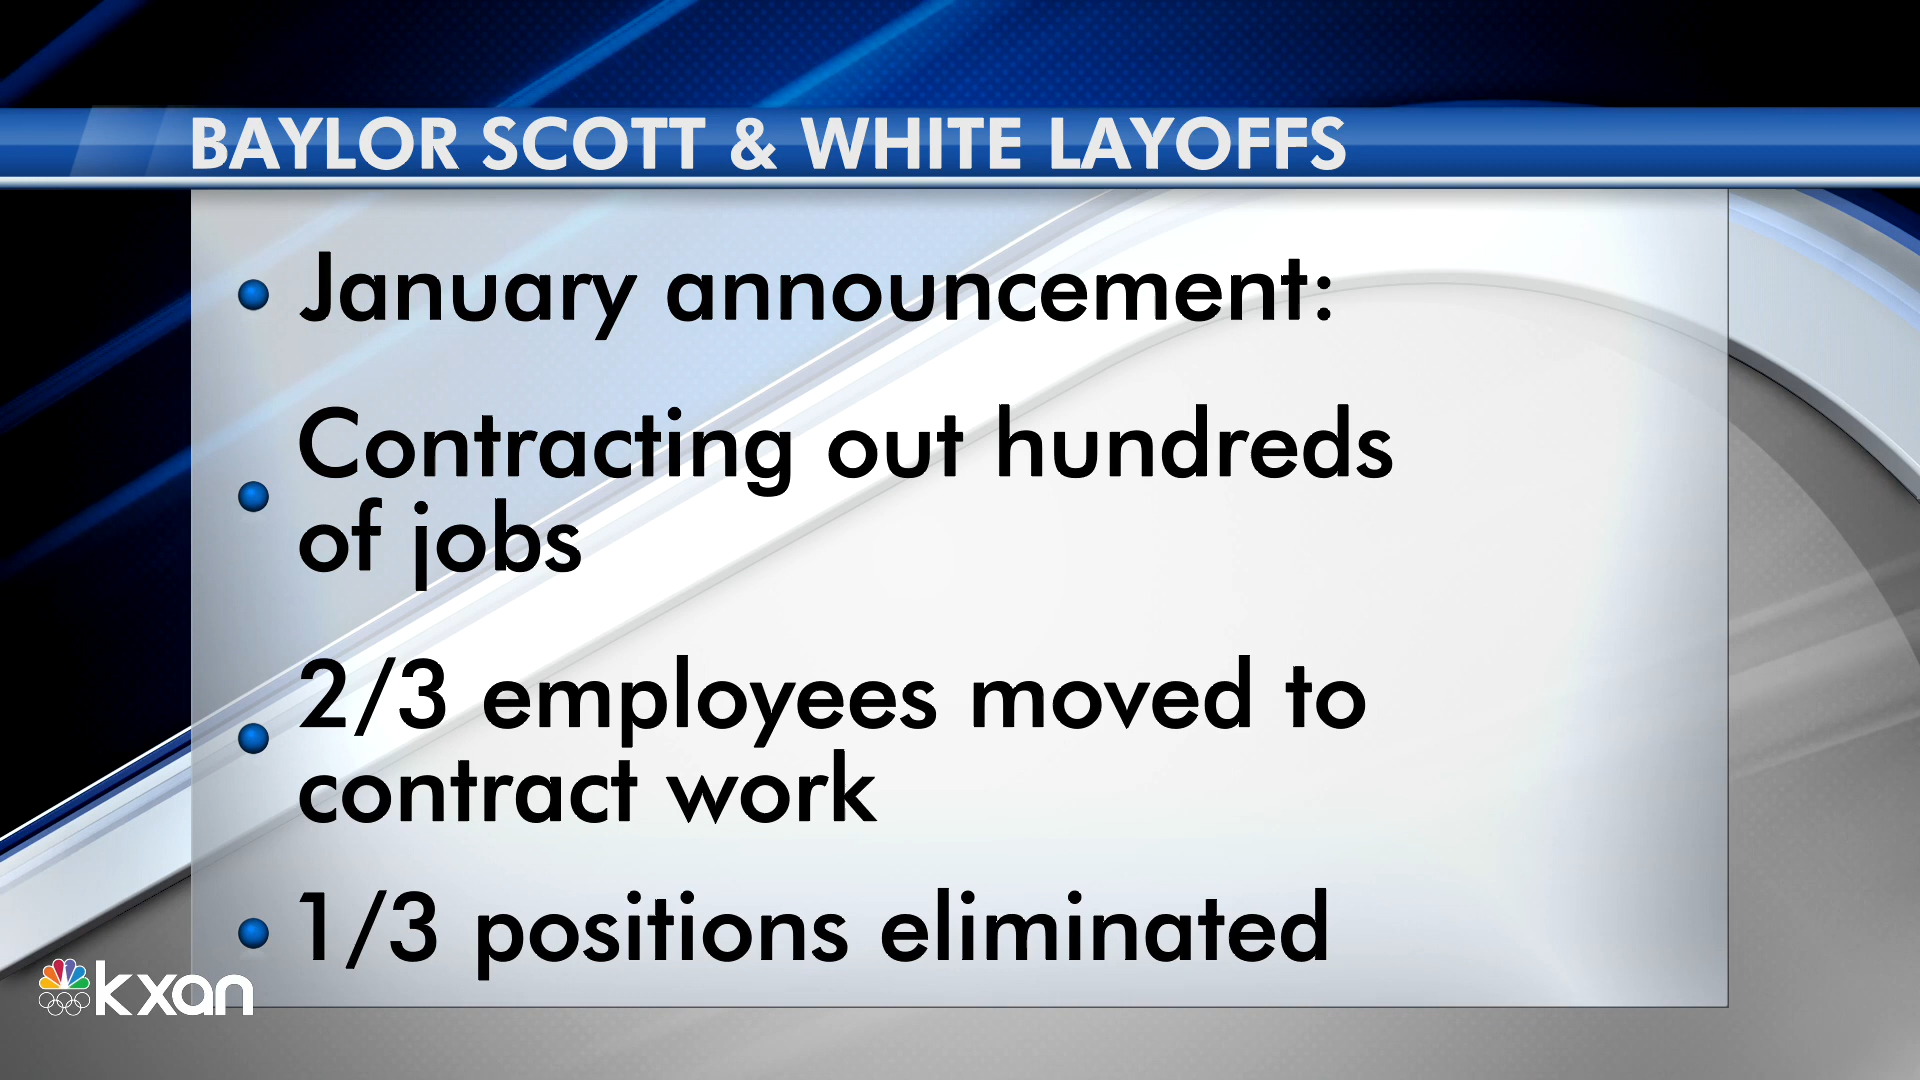 BAYLOR SCOTT & WHITE LAYOFFS
• January announcement:
• Contracting out hundreds
of jobs
• 2/3 employees moved to
contract work
• 1/3 positions eliminated
kxan